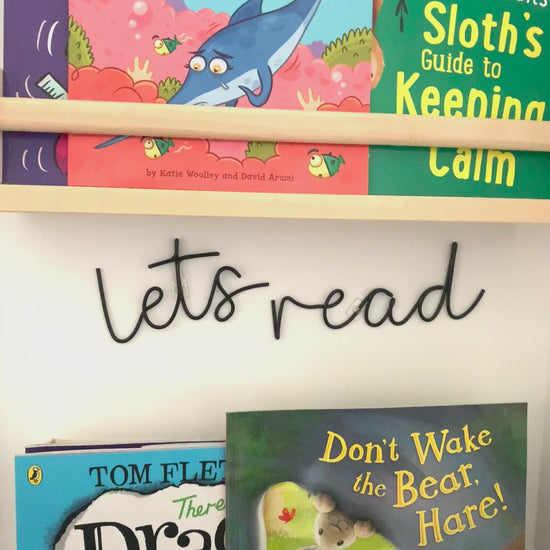 Sloth's
Guide to
Keeping
Calm
by Katie Woolley and David Arumi
lets read
TOM FLET
There
Drag
Don't Wake
the Bear,
Hare!